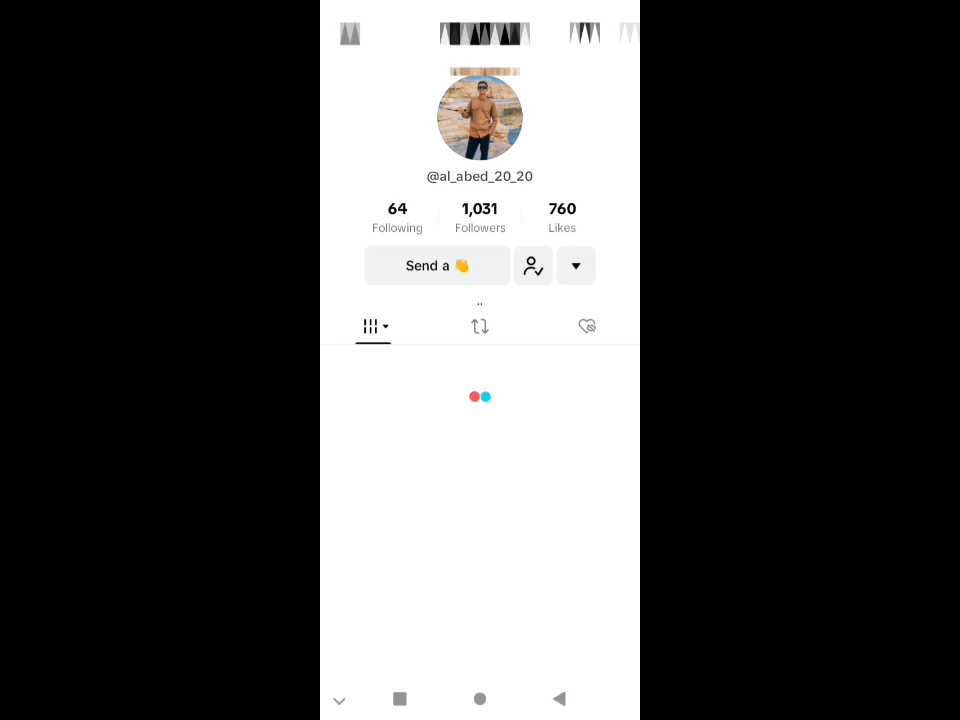 @al_abed_20_20
64 1,031 760
Following Followers Likes
Send a 👋
..